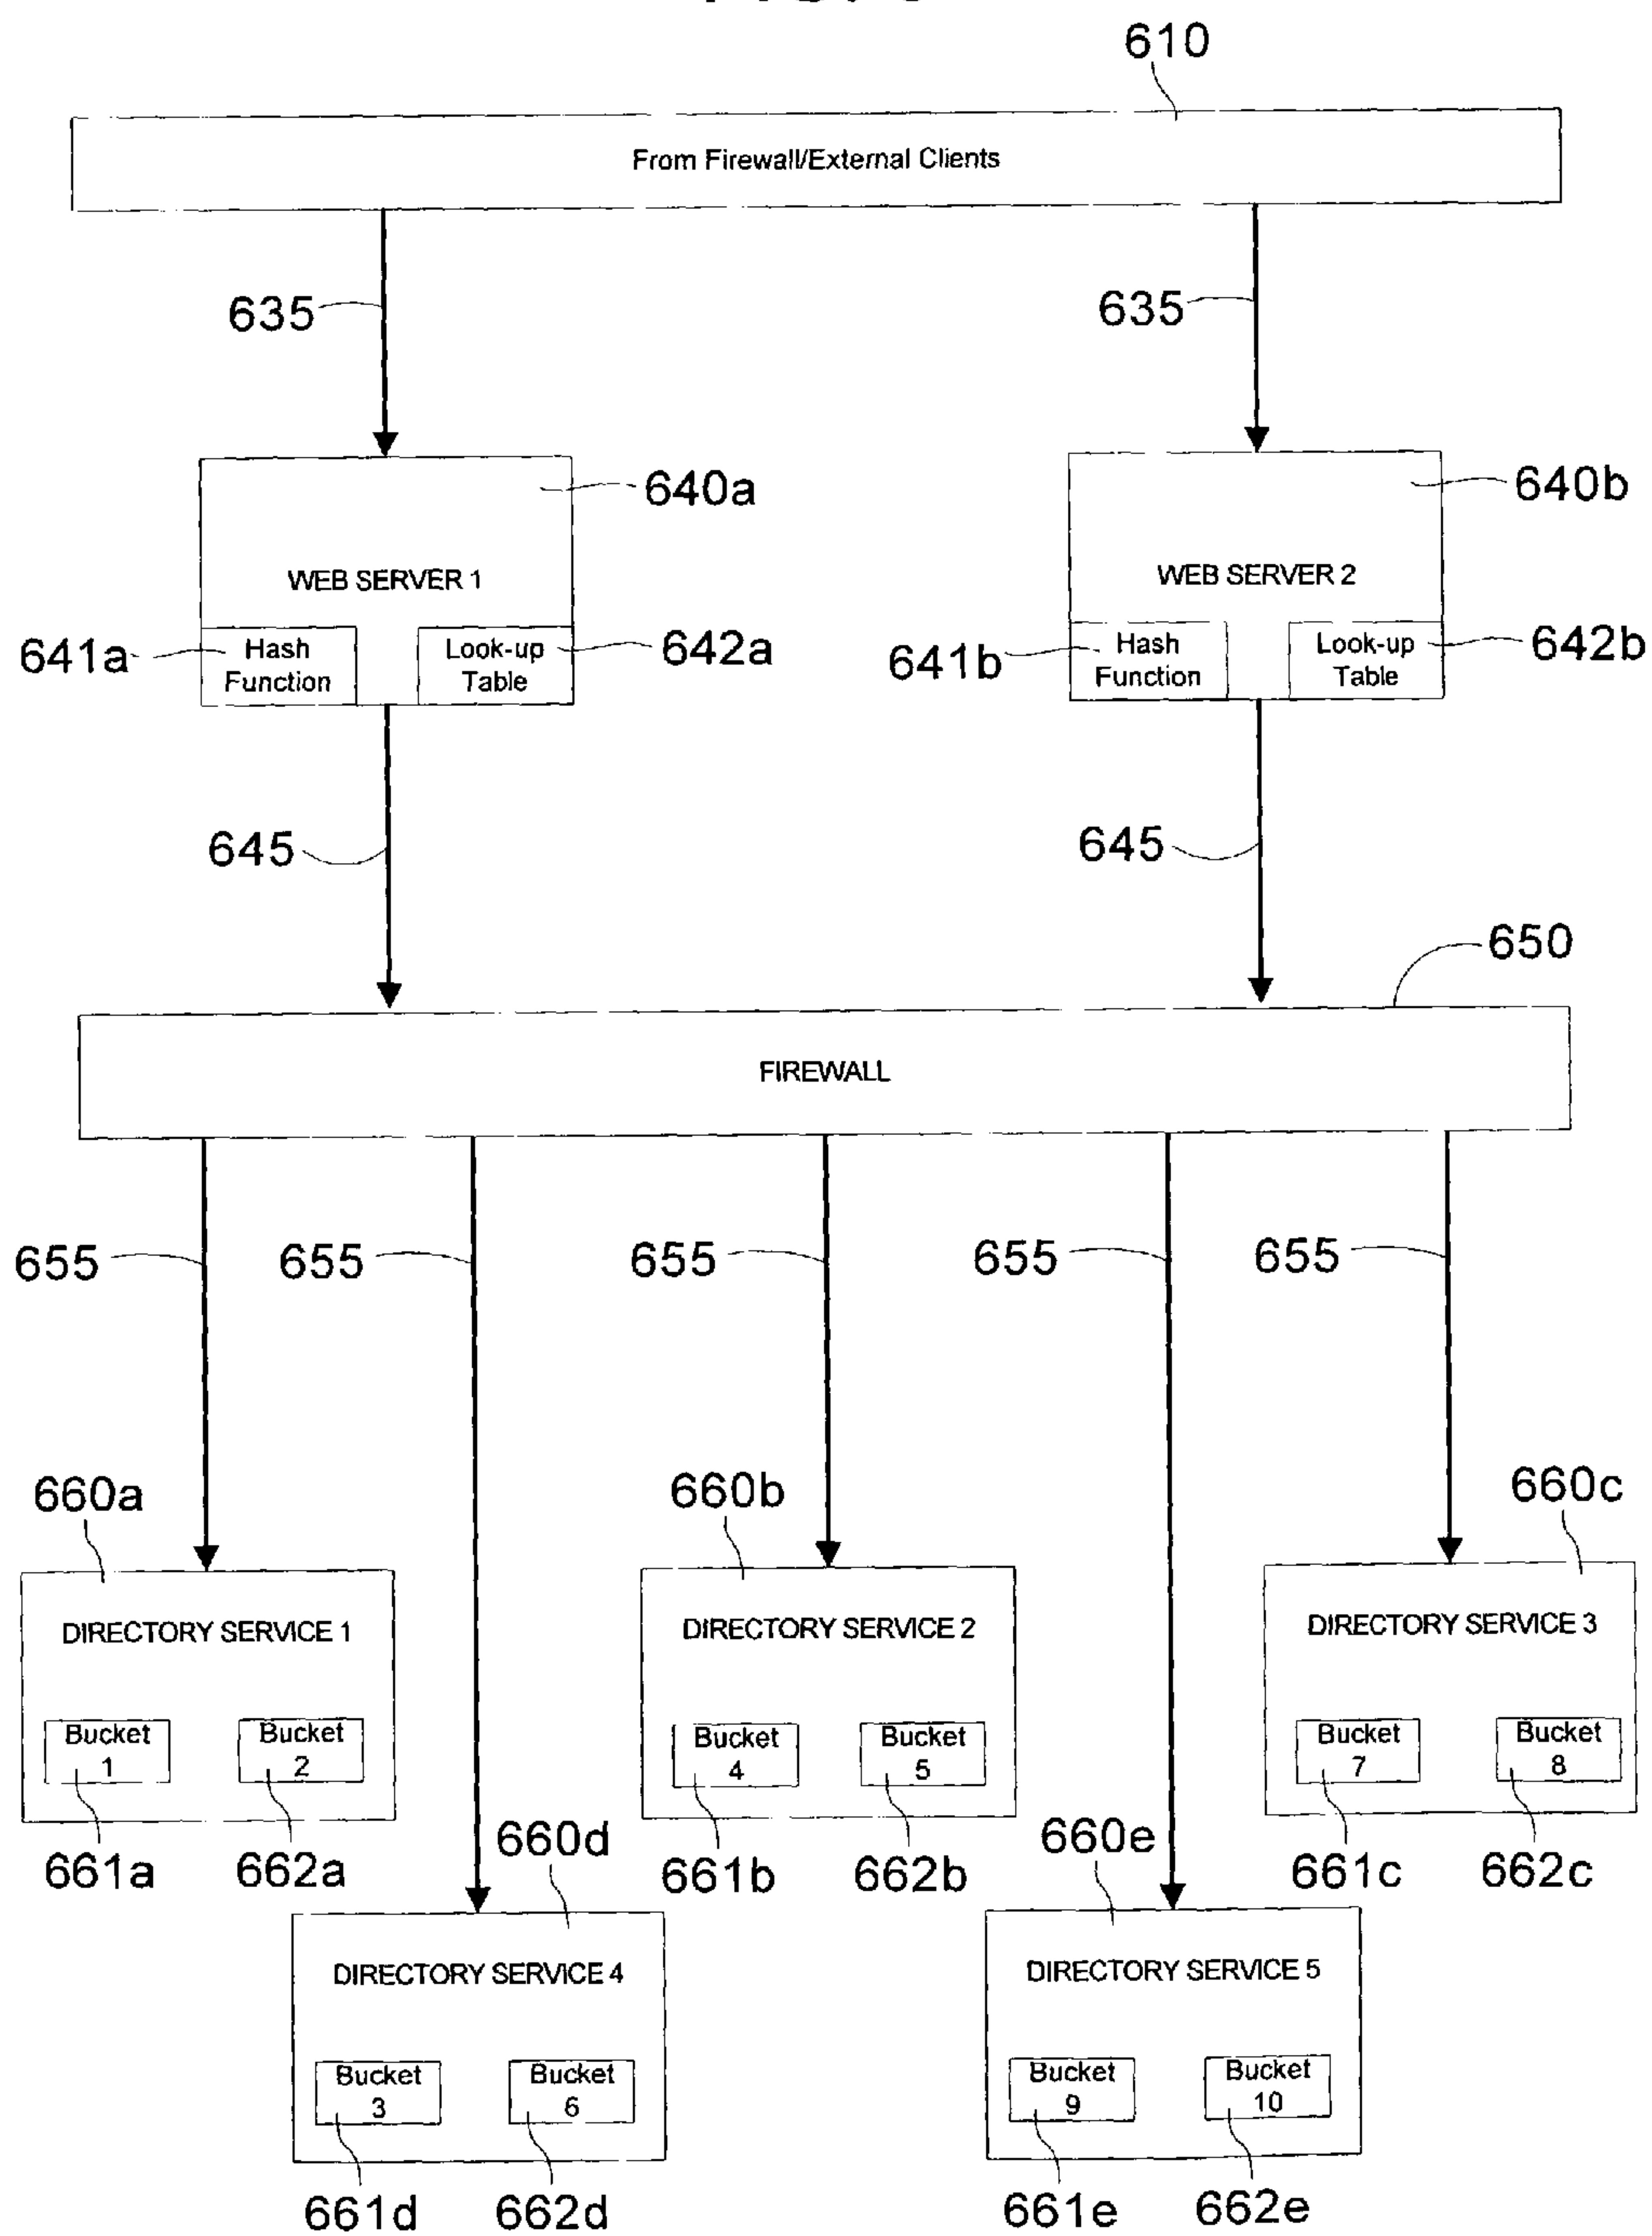 610
From Firewall/External Clients
635
635
640a
640b
WEB SERVER 1
WEB SERVER 2
641a
Hash
Function
Look-up
Table
642a
641b
Hash
Function
Look-up
Table
642b
645
645
650
FIREWALL
655
655
655
655
655
660a
660b
660c
DIRECTORY SERVICE 1
DIRECTORY SERVICE 2
DIRECTORY SERVICE 3
Bucket
1
Bucket
2
Bucket
4
Bucket
5
Bucket
7
Bucket
8
661a
662a
660d
661b
662b
660e
661c
662c
DIRECTORY SERVICE 4
DIRECTORY SERVICE 5
Bucket
3
Bucket
6
Bucket
9
Bucket
10
661d
662d
661e
662e